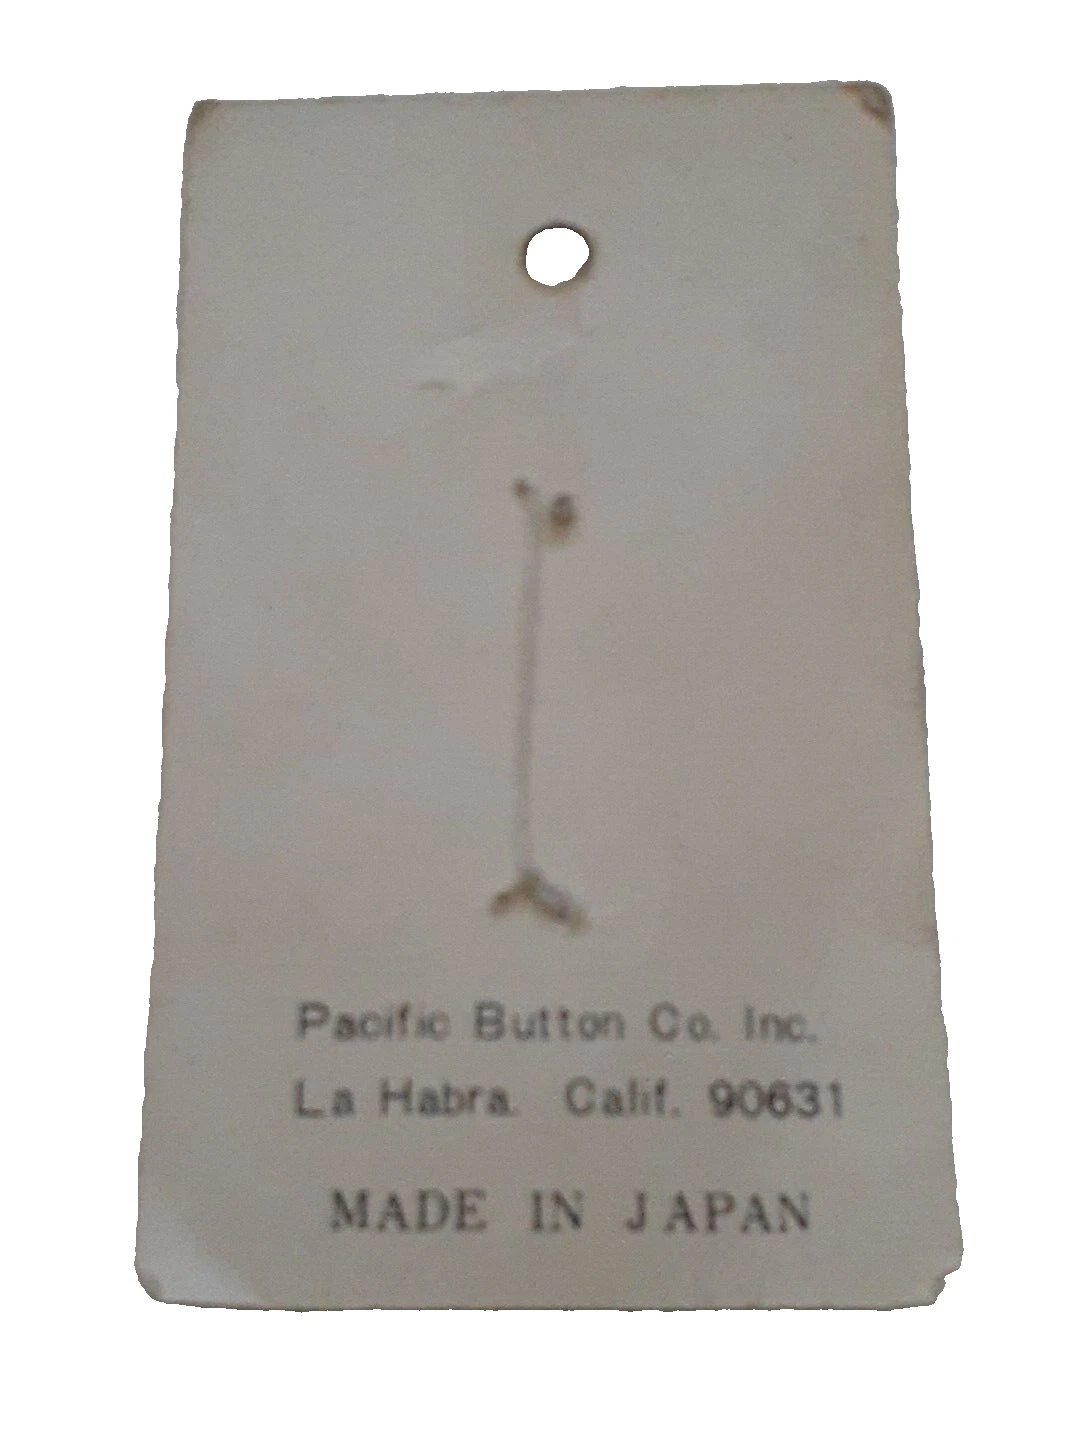 Pacific Button Co. Inc.
La Habra. Calif. 90631
MADE IN JAPAN